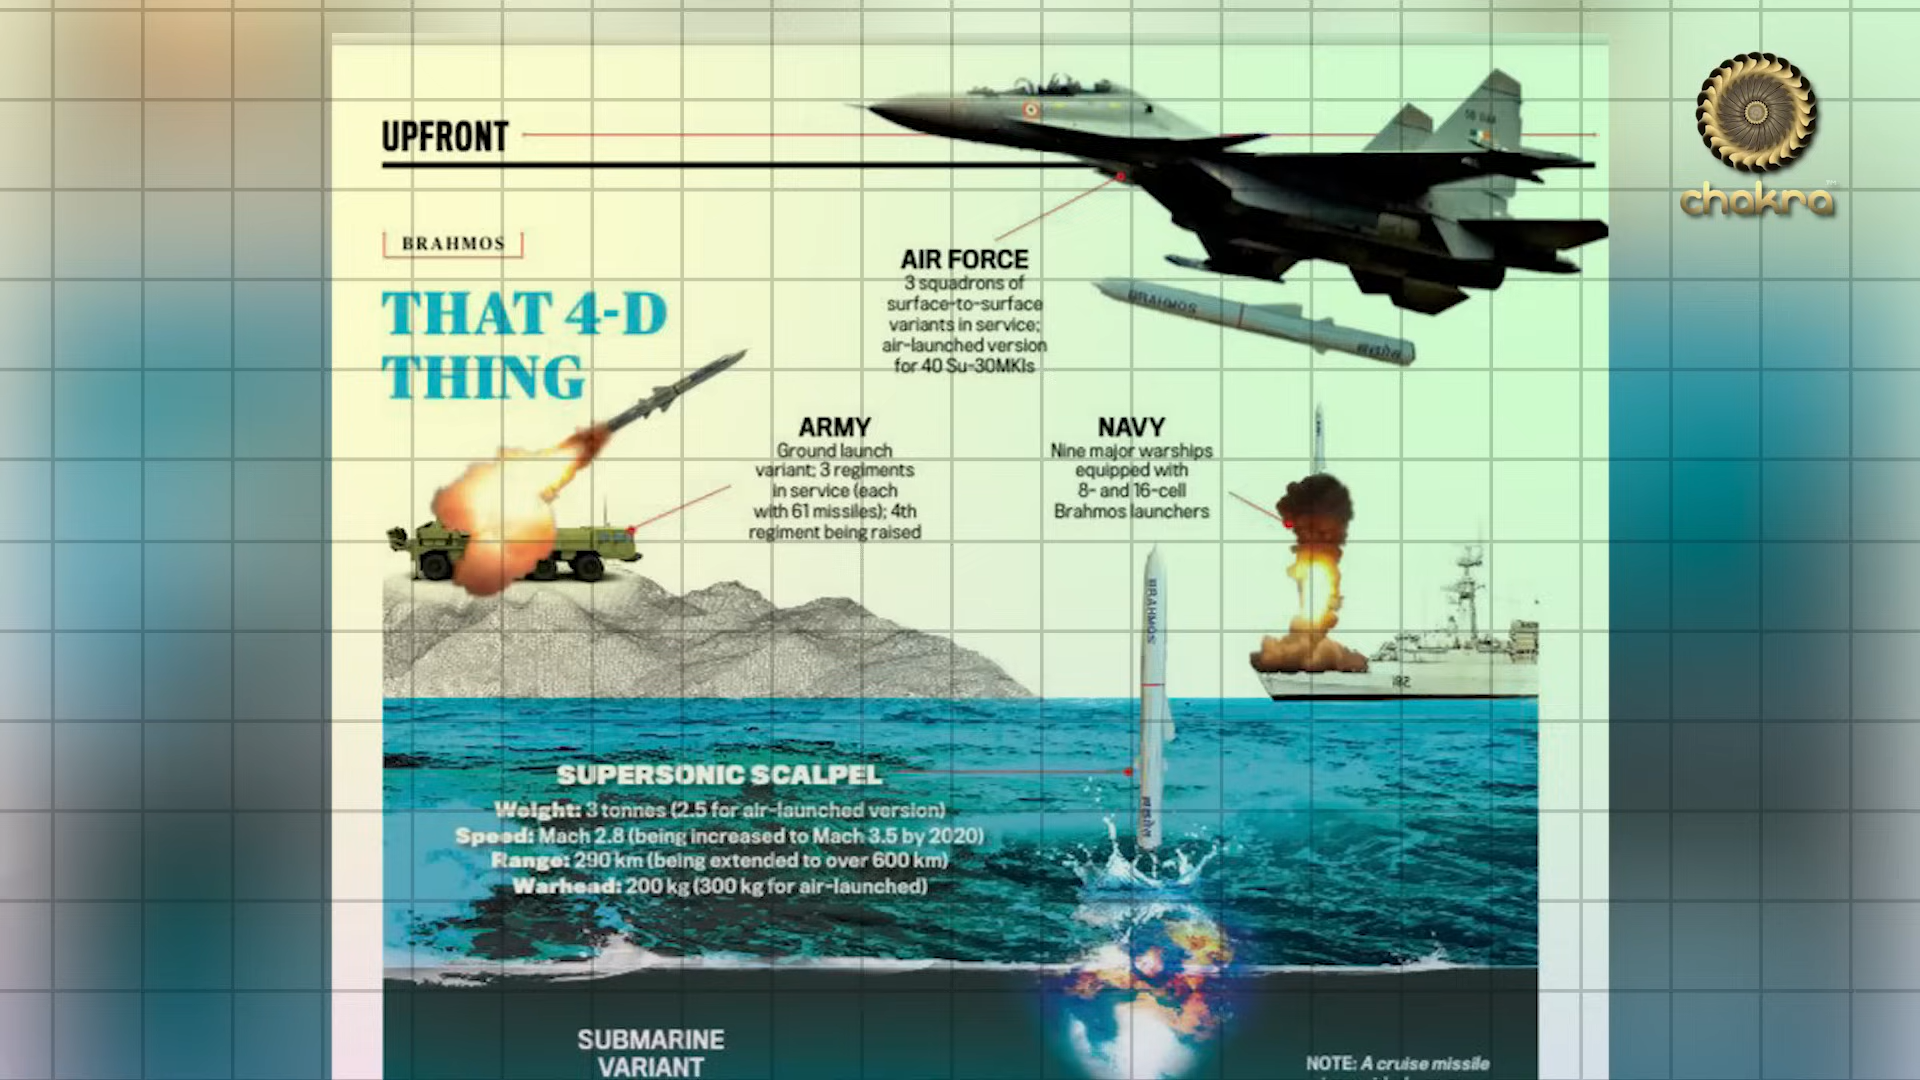 UPFRONT
chakra
BRAHMOS
THAT 4-D
THING
AIR FORCE
3 squadrons of
surface-to-surface
variants in service;
air-launched version
for 40 Su-30MKIs
BRAHMOS
ARMY
Ground launch
variant; 3 regiments
in service (each
with 61 missiles); 4th
regiment being raised
NAVY
Nine major warships
equipped with
8- and 16-cell
Brahmos launchers
BRAHMOS
SUPERSONIC SCALPEL
Weight: 3 tonnes (2.5 for air-launched version)
Speed: Mach 2.8 (being increased to Mach 3.5 by 2020)
Range: 290 km (being extended to over 600 km)
Warhead: 200 kg (300 kg for air-launched)
SUBMARINE
VARIANT
NOTE: A cruise missile